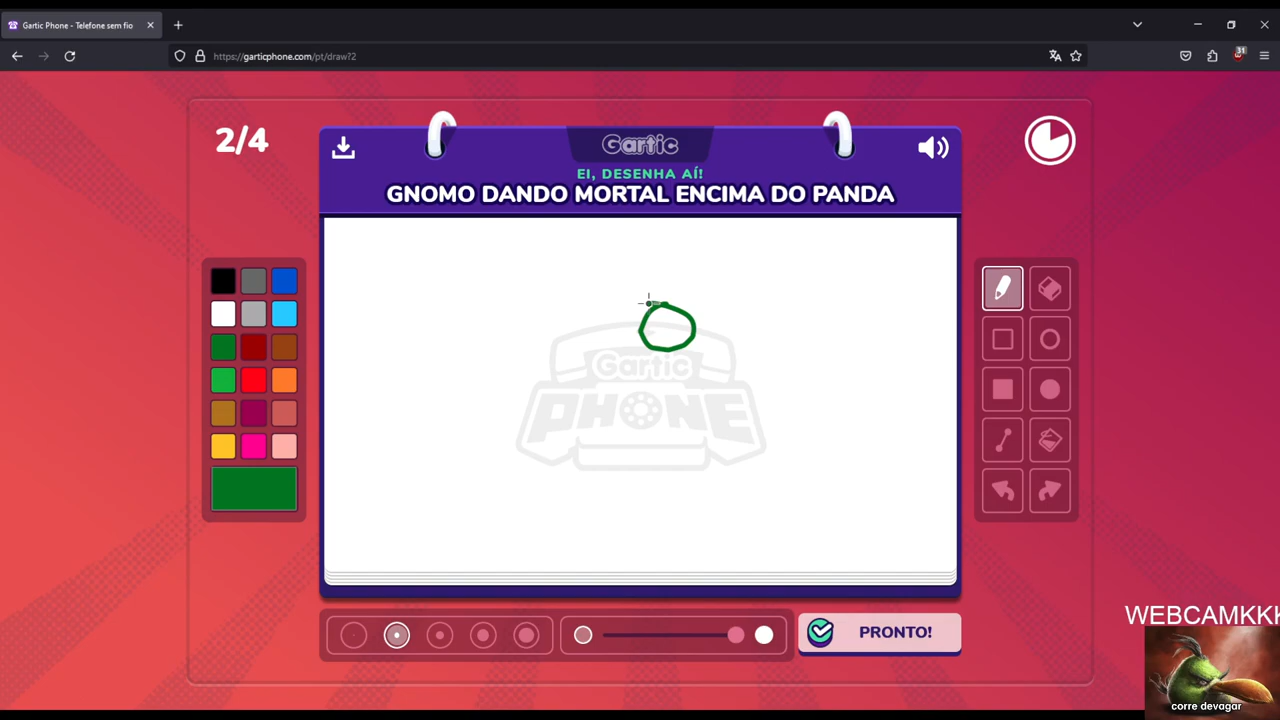 Gartic Phone - Telefone sem fio
https://garticphone.com/pt/draw?2
31
2/4
Gartic
EI, DESENHA AÍ!
GNOMO DANDO MORTAL ENCIMA DO PANDA
Gartic
PHONE
PRONTO!
WEBCAMKKK
corre devagar